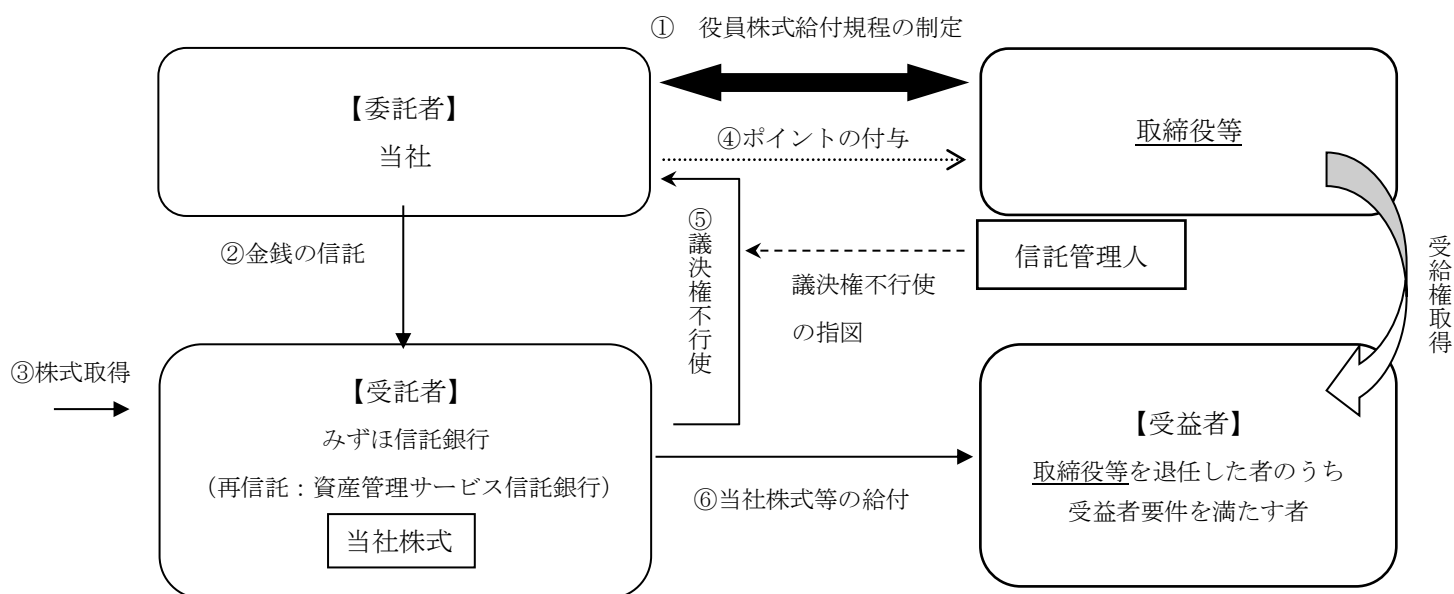 ① 役員株式給付規程の制定
【委託者】
当社
④ポイントの付与
取締役等
②金銭の信託
⑤議決権不行使
議決権不行使
の指図
信託管理人
受給権取得
③株式取得
【受託者】
みずほ信託銀行
（再信託：資産管理サービス信託銀行）
当社株式
⑥当社株式等の給付
【受益者】
取締役等を退任した者のうち
受益者要件を満たす者